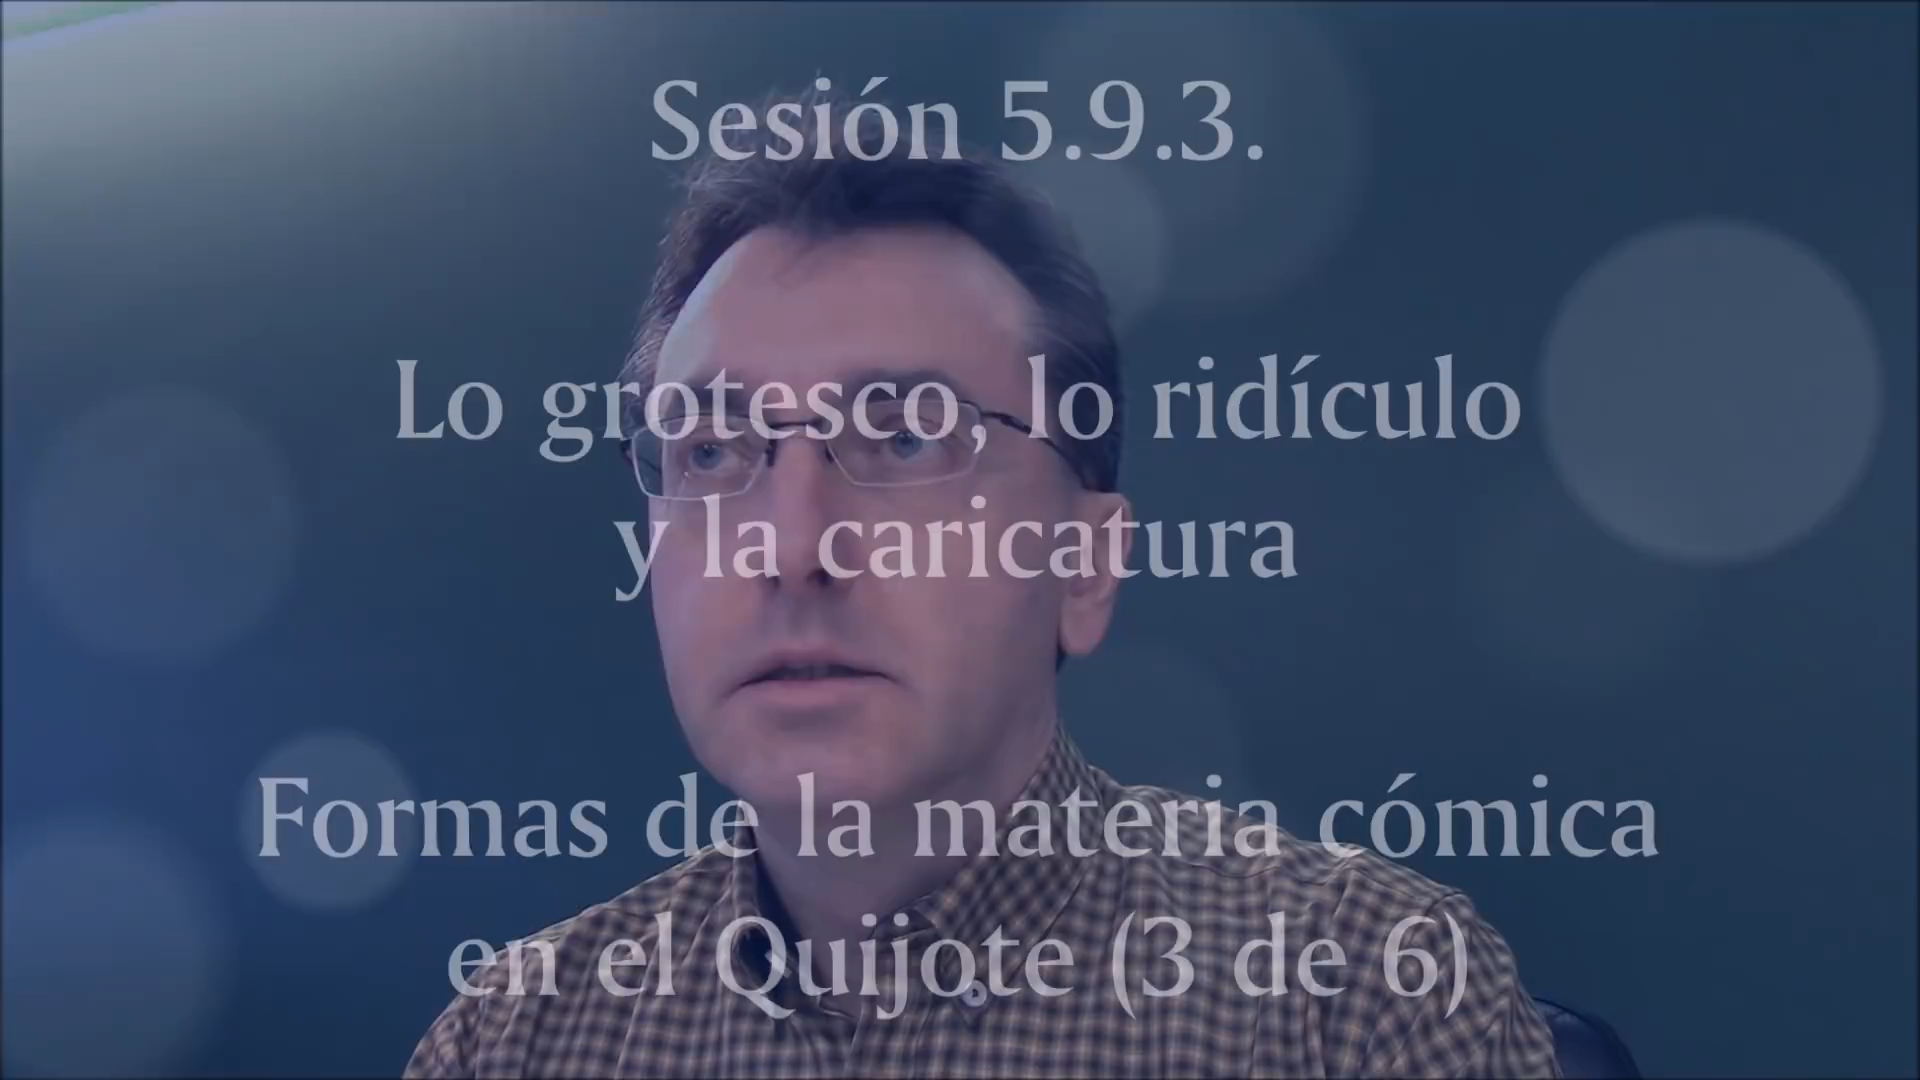 Sesión 5.9.3.
Lo grotesco, lo ridículo
y la caricatura
Formas de la materia cómica
en el Quijote (3 de 6)